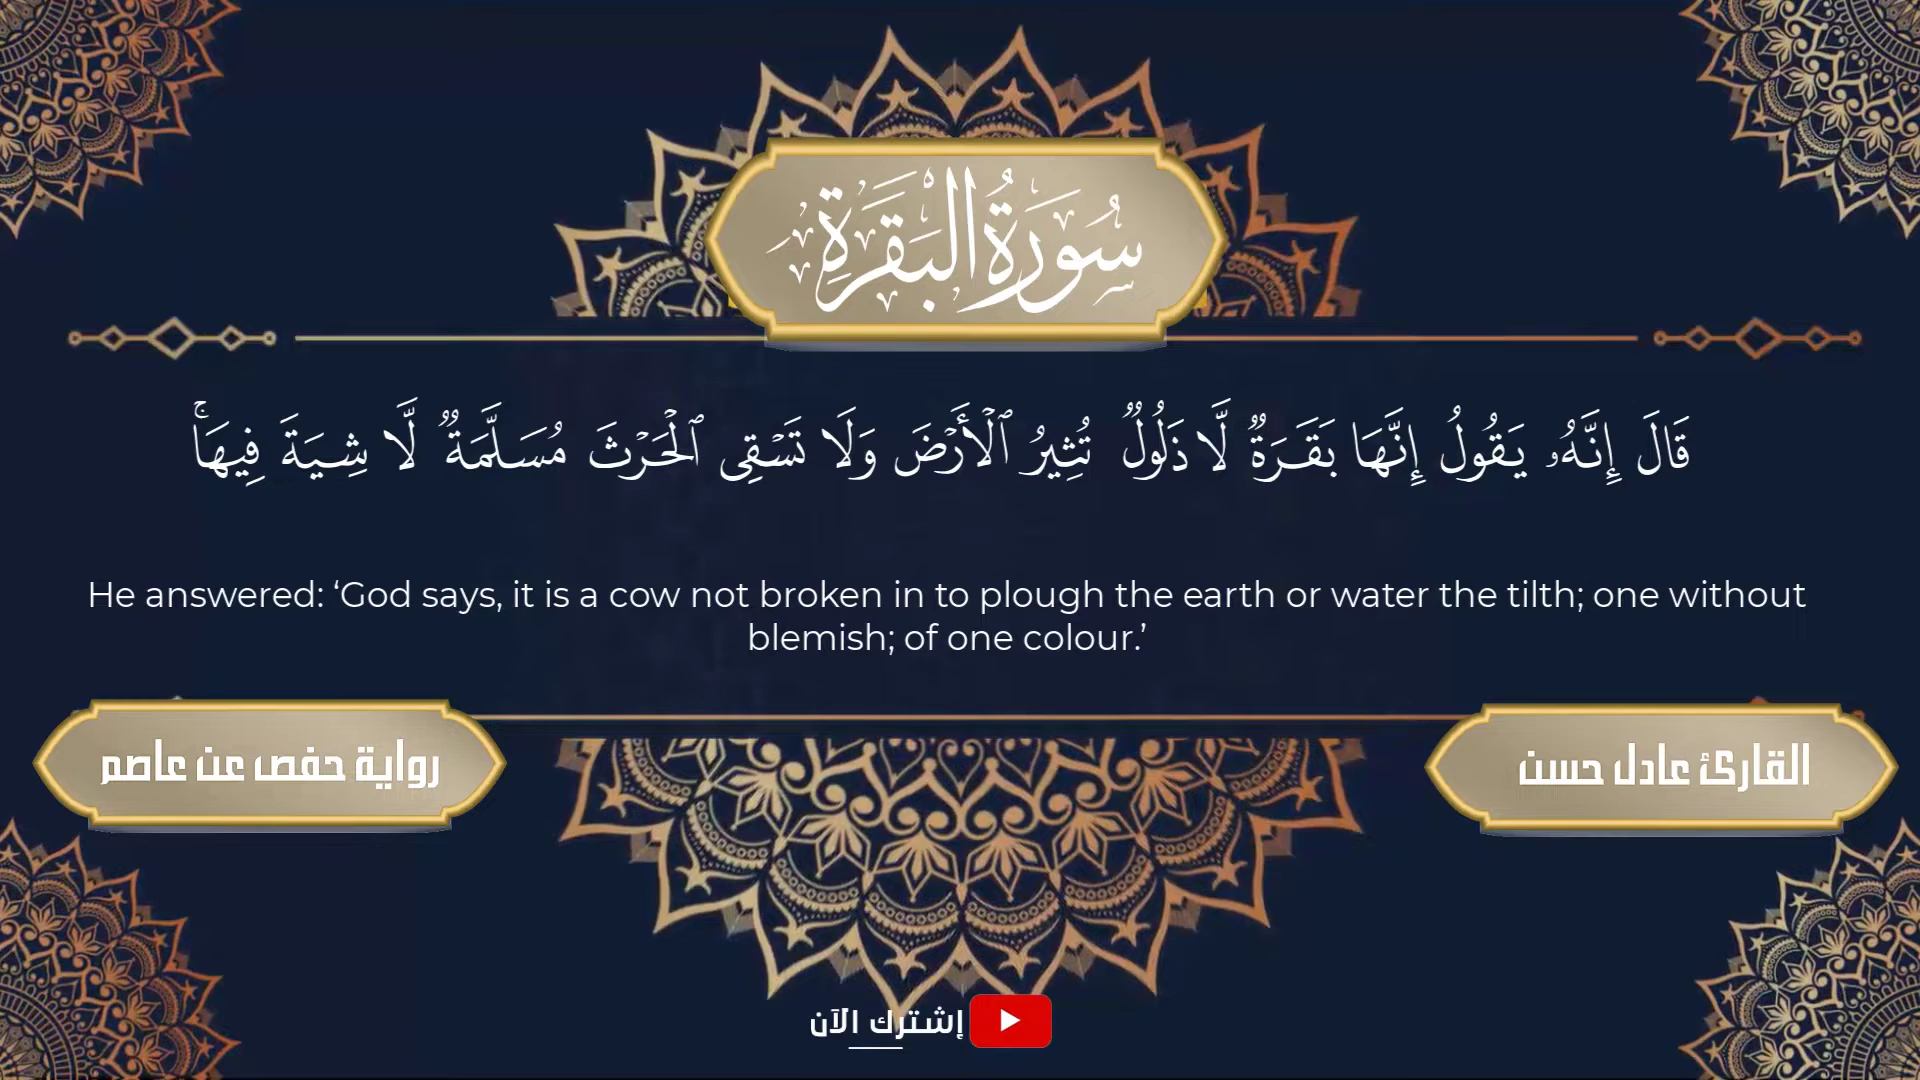 سُورَةُ البَقَرَةِ
قَالَ إِنَّهُۥ يَقُولُ إِنَّهَا بَقَرَةٌ لَّا ذَلُولٌ تُثِيرُ ٱلْأَرْضَ وَلَا تَسْقِى ٱلْحَرْثَ مُسَلَّمَةٌ لَّا شِيَةَ فِيهَاۚ
He answered: ‘God says, it is a cow not broken in to plough the earth or water the tilth; one without
blemish; of one colour.’
القارئ عادل حسن
رواية حفص عن عاصم
إشترك الآن